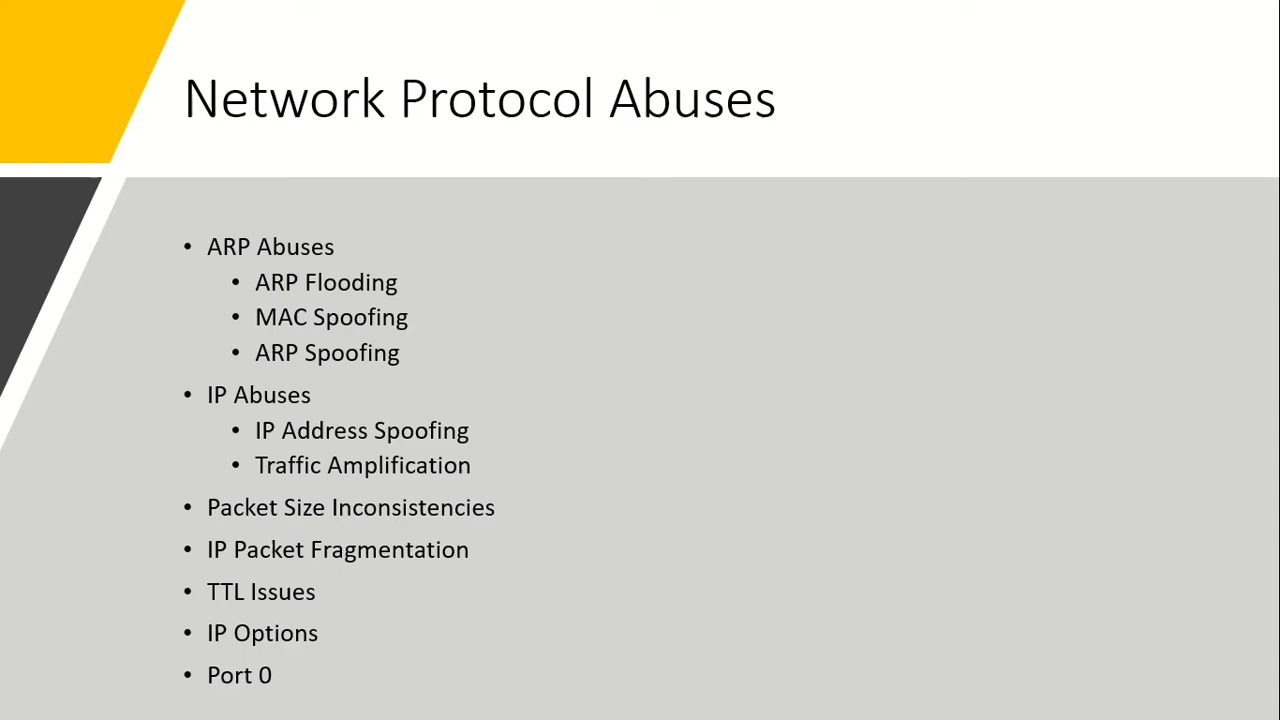 Network Protocol Abuses
• ARP Abuses
• ARP Flooding
• MAC Spoofing
• ARP Spoofing
• IP Abuses
• IP Address Spoofing
• Traffic Amplification
• Packet Size Inconsistencies
• IP Packet Fragmentation
• TTL Issues
• IP Options
• Port 0